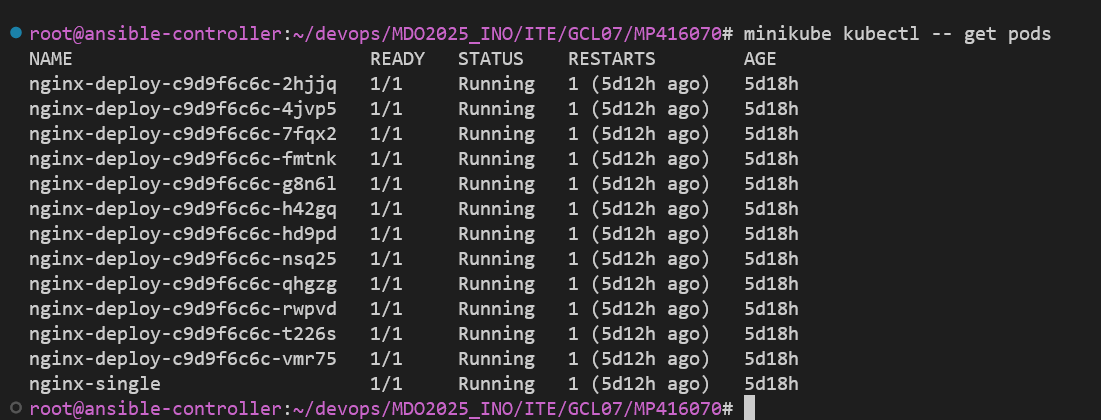 root@ansible-controller:~/devops/MDO2025_INO/ITE/GCL07/MP416070# minikube kubectl -- get pods
NAME READY STATUS RESTARTS AGE
nginx-deploy-c9d9f6c6c-2hjjq 1/1 Running 1 (5d12h ago) 5d18h
nginx-deploy-c9d9f6c6c-4jvp5 1/1 Running 1 (5d12h ago) 5d18h
nginx-deploy-c9d9f6c6c-7fqx2 1/1 Running 1 (5d12h ago) 5d18h
nginx-deploy-c9d9f6c6c-fmtnk 1/1 Running 1 (5d12h ago) 5d18h
nginx-deploy-c9d9f6c6c-g8n6l 1/1 Running 1 (5d12h ago) 5d18h
nginx-deploy-c9d9f6c6c-h42gq 1/1 Running 1 (5d12h ago) 5d18h
nginx-deploy-c9d9f6c6c-hd9pd 1/1 Running 1 (5d12h ago) 5d18h
nginx-deploy-c9d9f6c6c-nsq25 1/1 Running 1 (5d12h ago) 5d18h
nginx-deploy-c9d9f6c6c-qhgzg 1/1 Running 1 (5d12h ago) 5d18h
nginx-deploy-c9d9f6c6c-rwpvd 1/1 Running 1 (5d12h ago) 5d18h
nginx-deploy-c9d9f6c6c-t226s 1/1 Running 1 (5d12h ago) 5d18h
nginx-deploy-c9d9f6c6c-vmr75 1/1 Running 1 (5d12h ago) 5d18h
nginx-single 1/1 Running 1 (5d12h ago) 5d18h
root@ansible-controller:~/devops/MDO2025_INO/ITE/GCL07/MP416070#